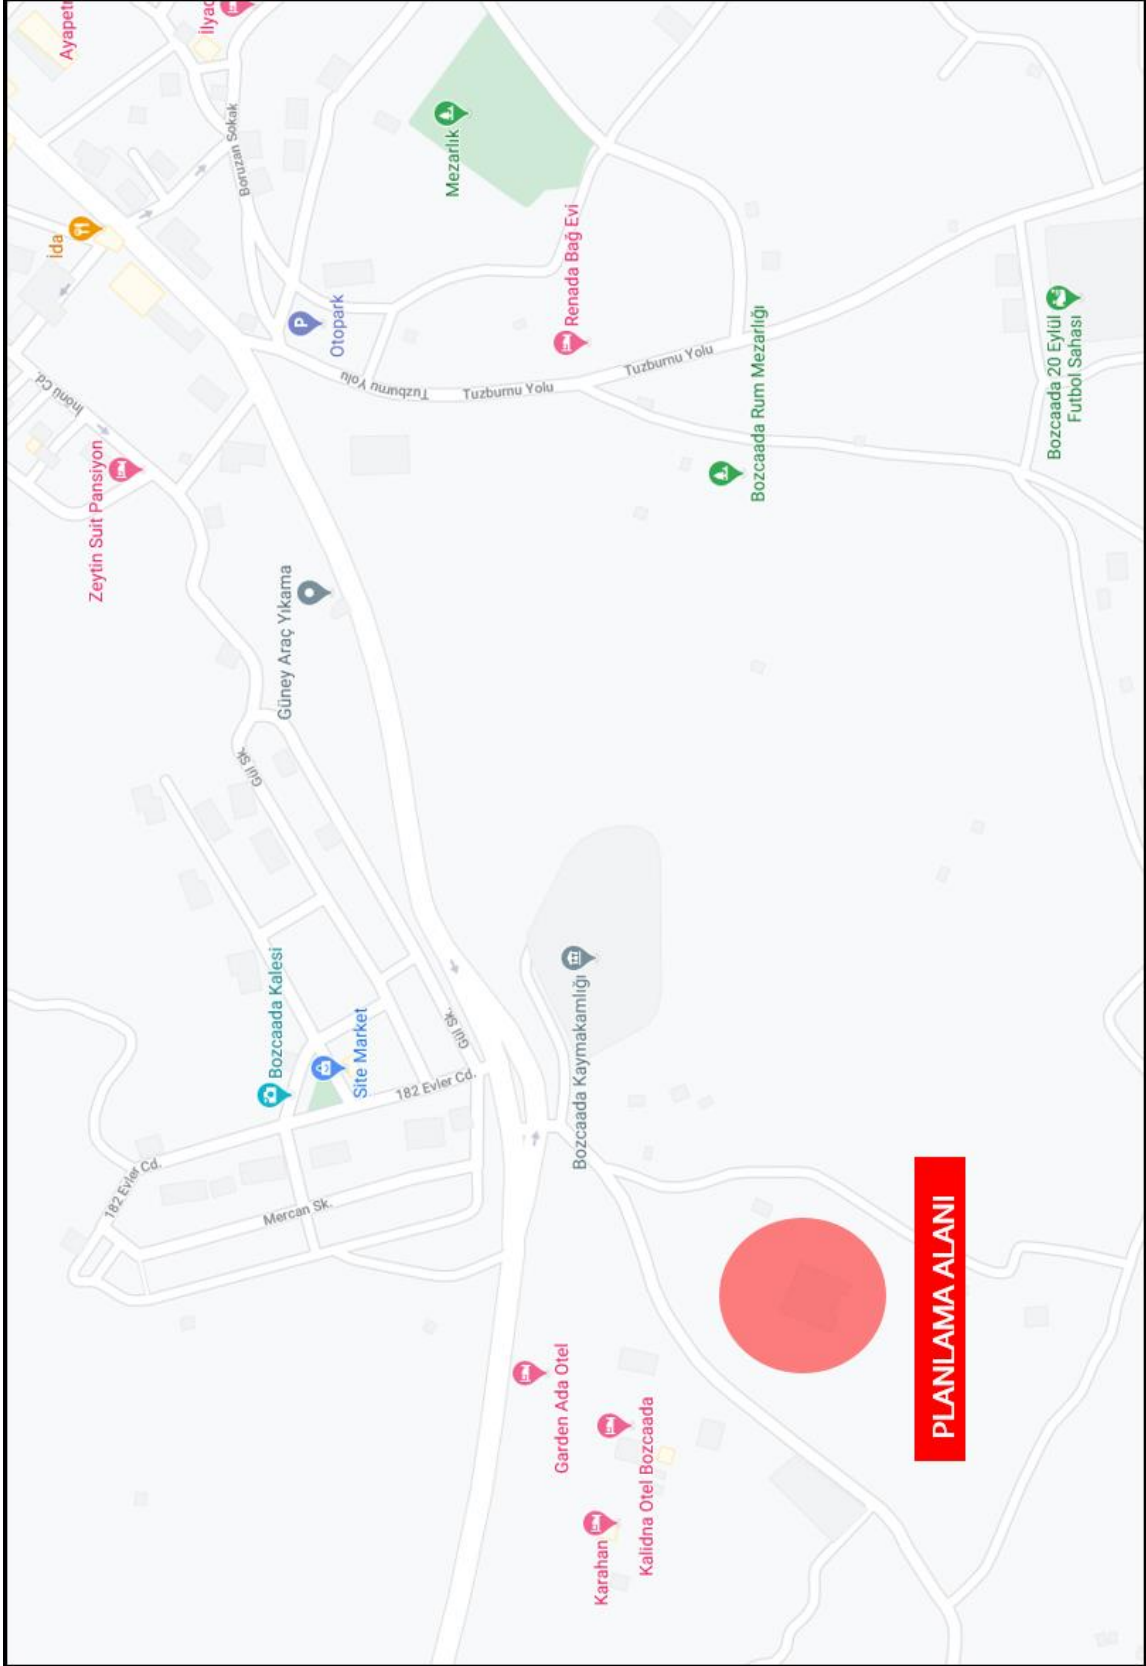 İda
İnönü Cd.
Ayapet
Zeytin Suit Pansiyon
182 Evler Cd.
İlya
Boruzan Sokak
Gül Sk.
Bozcaada Kalesi
Güney Araç Yıkama
Mercan Sk.
P
Otopark
Site Market
Tuzburnu Yolu
182 Evler Cd.
Mezarlık
Gül Sk.
Tuzburnu Yolu
Garden Ada Otel
Renada Bağ Evi
Bozcaada Kaymakamlığı
Karahan
Kalidna Otel Bozcaada
Tuzburnu Yolu
Bozcaada Rum Mezarlığı
PLANLAMA ALANI
Bozcaada 20 Eylül
Futbol Sahası